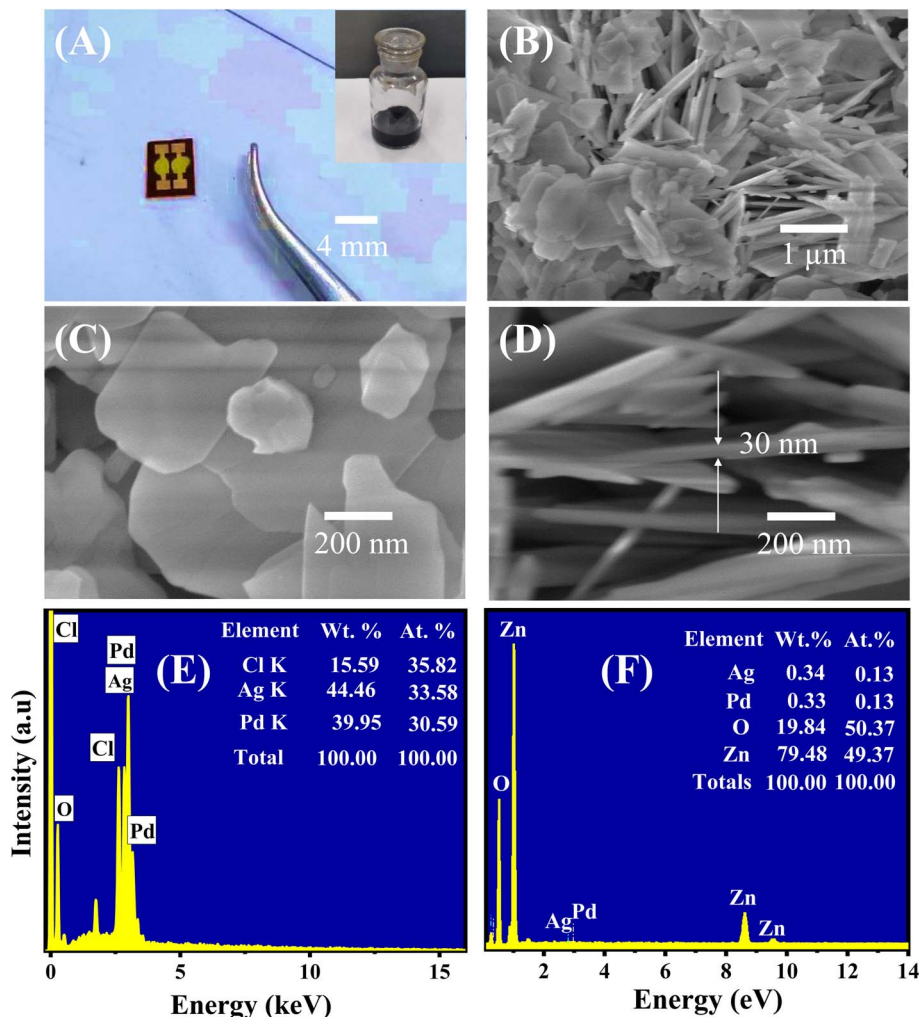 (A)
4 mm
(B)
1 µm
(C)
200 nm
(D)
30 nm
200 nm
(E)
Cl
Pd
Ag
Cl
O
Pd
Element Wt. % At. %
Cl K 15.59 35.82
Ag K 44.46 33.58
Pd K 39.95 30.59
Total 100.00 100.00
Intensity (a.u)
0 5 10 15
Energy (keV)
(F)
Zn
O
Ag
Pd
Zn
Zn
Element Wt.% At.%
Ag 0.34 0.13
Pd 0.33 0.13
O 19.84 50.37
Zn 79.48 49.37
Totals 100.00 100.00
2 4 6 8 10 12 14
Energy (eV)